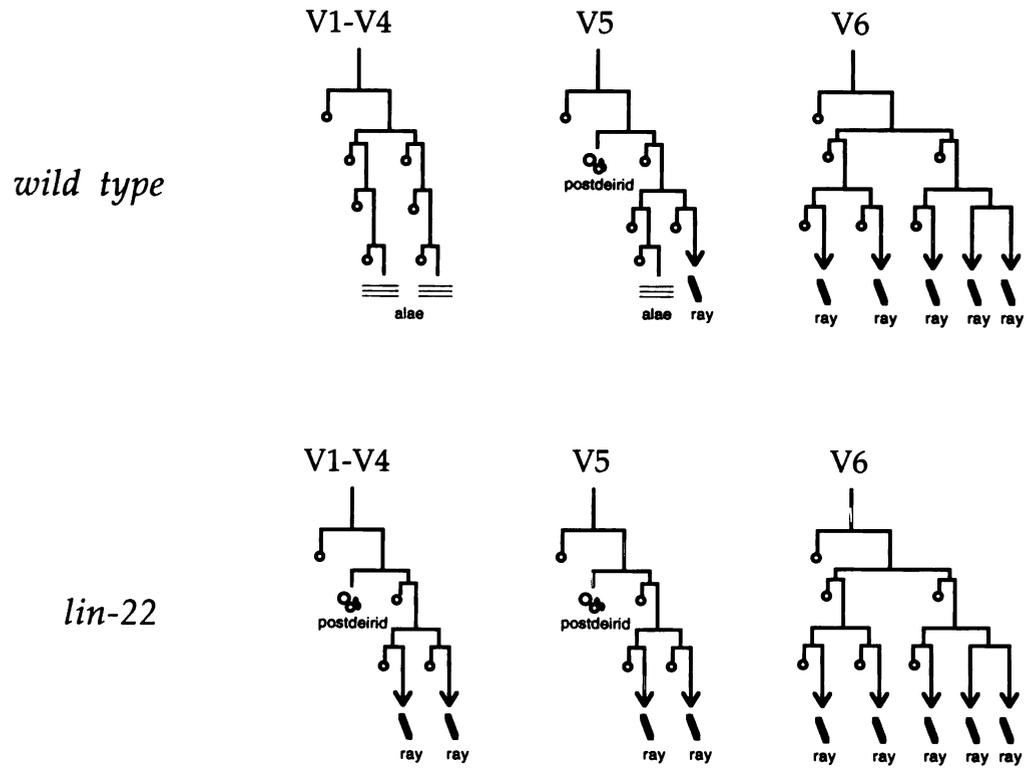 V1-V4 V5 V6
wild type
postdeirid
alae alae ray ray ray ray ray ray
V1-V4 V5 V6
lin-22
postdeirid postdeirid
ray ray ray ray ray ray ray ray ray